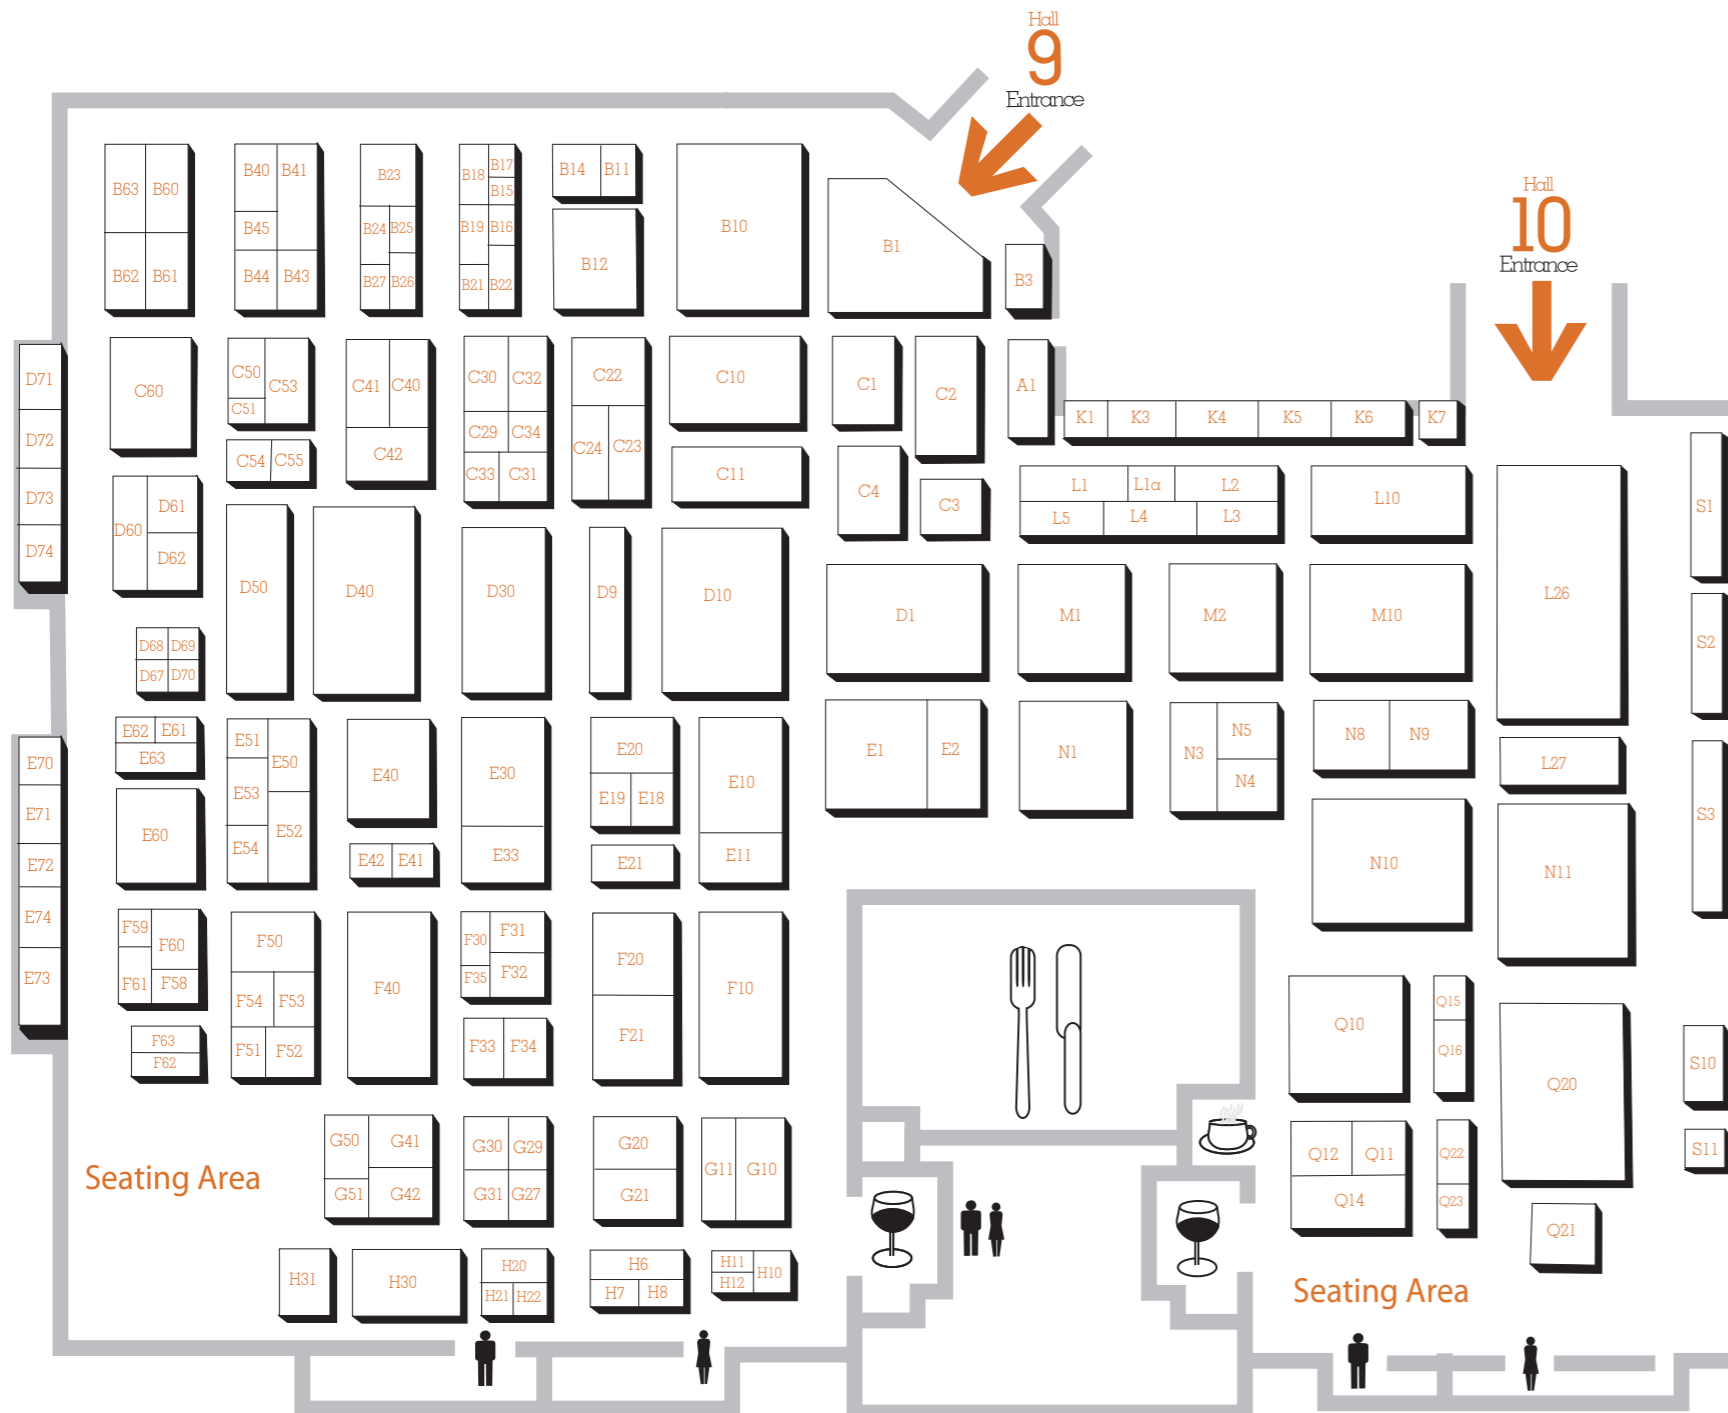 Hall
9
Entrance
Hall
10
Entrance
B63 B60
B62 B61
B40 B41
B45
B44 B43
B23
B24 B25
B27 B26
B18 B17
B15
B19 B16
B21 B22
B14 B11
B12
B10
B1
B3
D71
D72
D73
D74
C60
C50 C53
C51
C54 C55
C41 C40
C42
C30 C32
C29 C34
C33 C31
C22
C24 C23
C10
C11
C1
C2
C4
C3
A1
K1 K3 K4 K5 K6 K7
L1 L1α L2
L5 L4 L3
L10
L26
L27
S1
S2
S3
D60 D61
D62
D68 D69
D67 D70
D50
D40
D30
D9
D10
D1
M1
M2
M10
E70
E71
E72
E74
E73
E62 E61
E63
E60
E51 E50
E53
E52
E54
E40
E42 E41
E30
E33
E20
E19 E18
E21
E10
E11
E1 E2
N1
N3 N5
N4
N8 N9
N10
N11
F59 F60
F61 F58
F63
F62
F50
F54 F53
F51 F52
F40
F30 F31
F35 F32
F33 F34
F20
F21
F10
Q10
Q15
Q16
Q20
S10
S11
Q12 Q11
Q14
Q22
Q23
Q21
Seating Area
G50 G41
G51 G42
G30 G29
G31 G27
G20
G21
G11 G10
H31
H30
H20
H21 H22
H6
H7 H8
H11 H10
H12
Seating Area